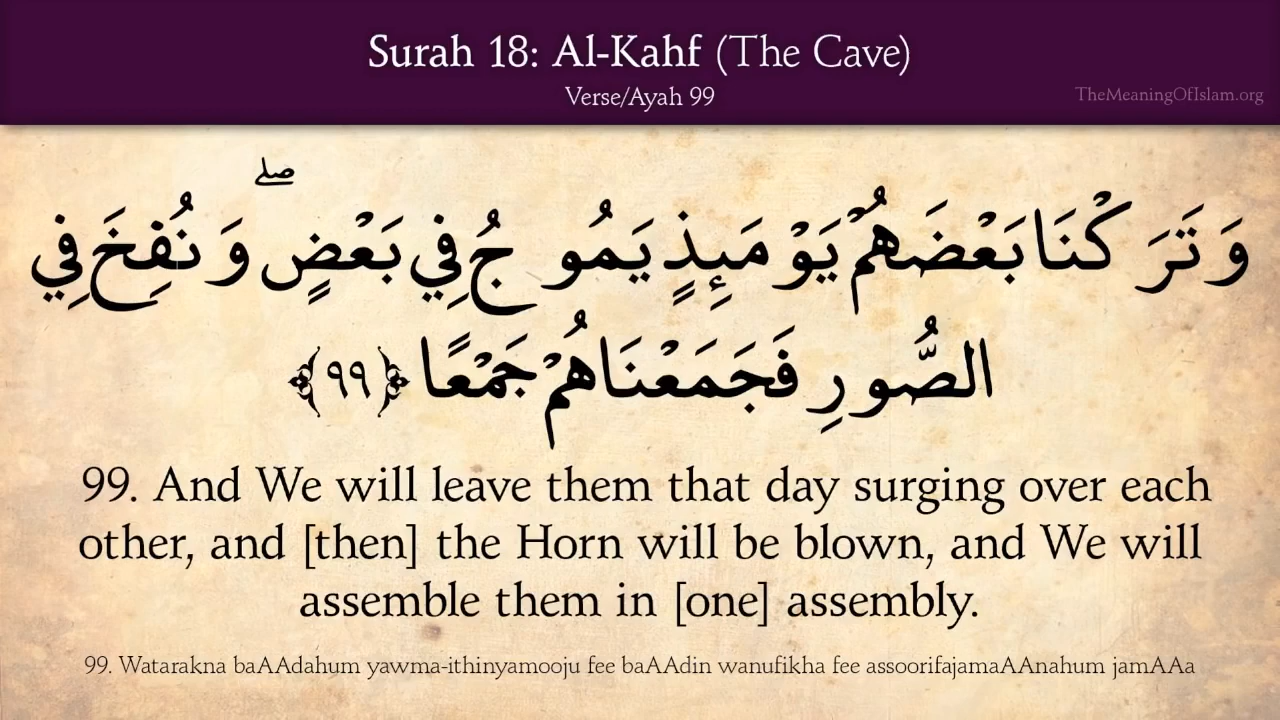 Surah 18: Al-Kahf (The Cave)
Verse/Ayah 99
TheMeaningOfIslam.org
وَتَرَكْنَا بَعْضَهُمْ يَوْمَئِذٍ يَمُوجُ فِي بَعْضٍ ۖ وَنُفِخَ فِي
الصُّورِ فَجَمَعْنَاهُمْ جَمْعًا ﴿٩٩﴾
99. And We will leave them that day surging over each
other, and [then] the Horn will be blown, and We will
assemble them in [one] assembly.
99. Watarakna baAAdahum yawma-ithinyamooju fee baAAdin wanufikha fee assoorifajamaAAnahum jamAAa